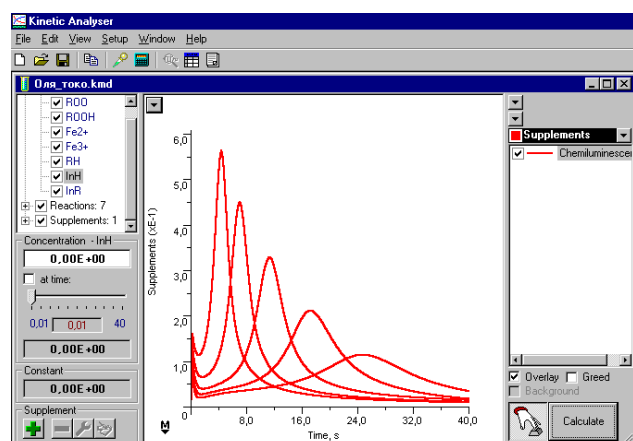 Kinetic Analyser
File Edit View Setup Window Help
Оля_токо.kmd
ROO
ROOH
Fe2+
Fe3+
RH
InH
InR
Reactions: 7
Supplements: 1
Concentration - InH
0,00E+00
at time:
0,01 0,01 40
0,00E+00
Constant
0,00E+00
Supplement
Supplements (xE-1)
6,0
5,0
4,0
3,0
2,0
1,0
0 8,0 16,0 24,0 32,0 40,0
M
Time, s
Supplements
Chemiluminescen
Overlay Greed
Background
Calculate